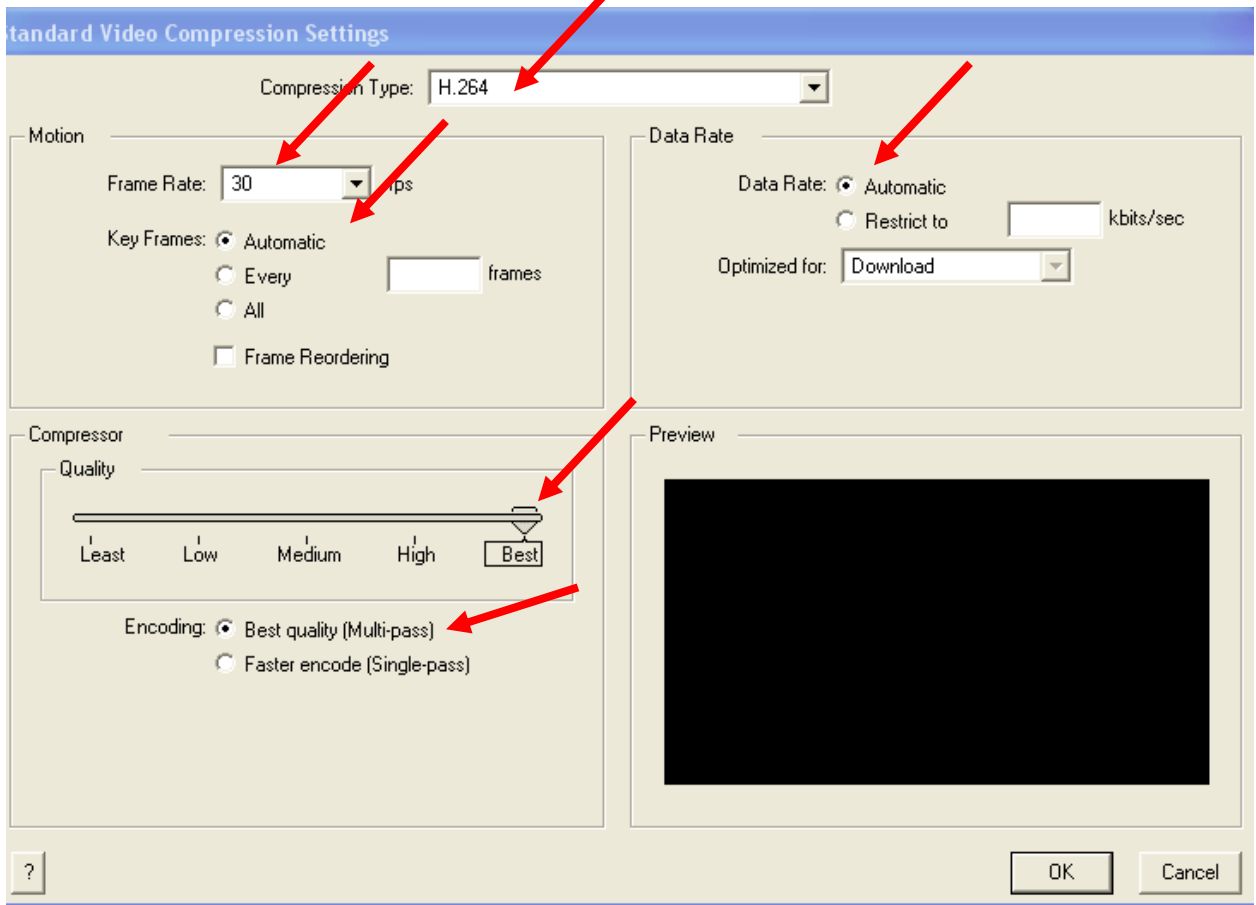 Standard Video Compression Settings
Compression Type: H.264
Motion
Frame Rate: 30 fps
Key Frames: Automatic
Every frames
All
Frame Reordering
Data Rate
Data Rate: Automatic
Restrict to kbits/sec
Optimized for: Download
Compressor
Quality
Least Low Medium High Best
Encoding: Best quality (Multi-pass)
Faster encode (Single-pass)
Preview
? OK Cancel